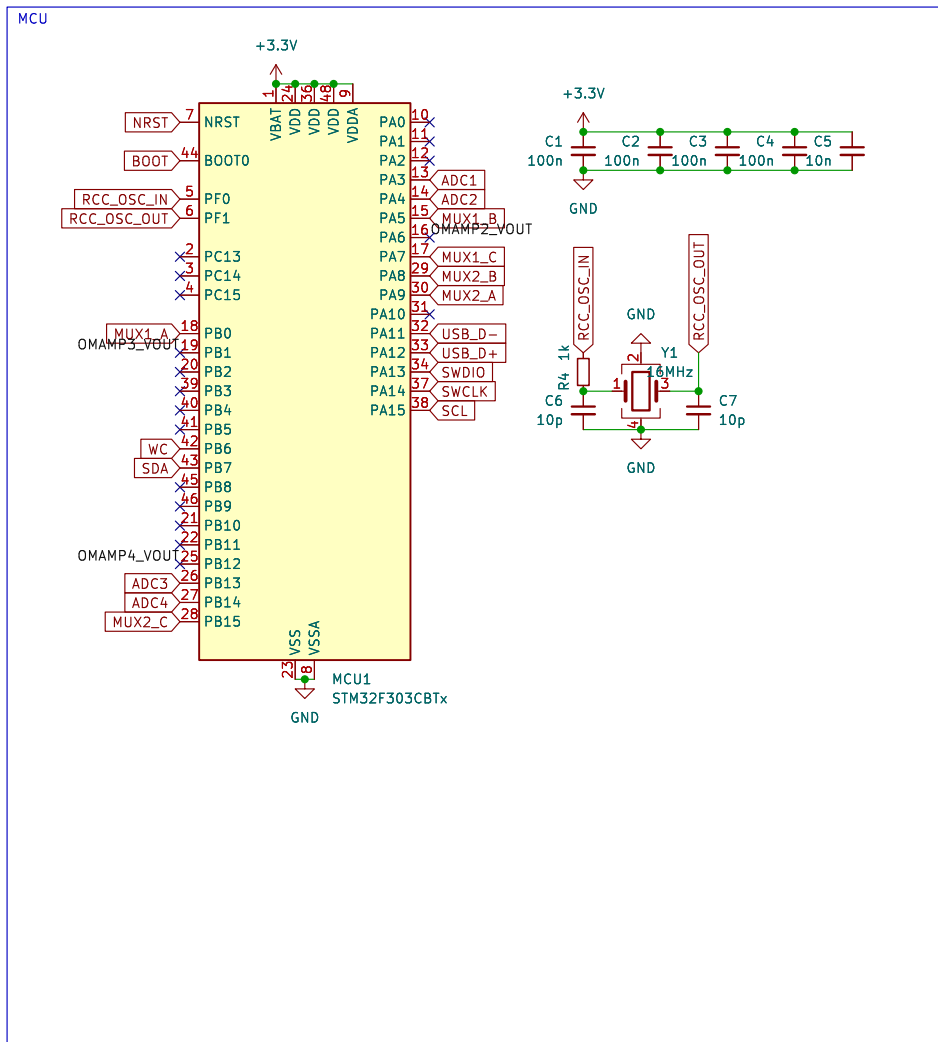 MCU
+3.3V
1 24 36 48 9
VBAT VDD VDD VDD VDDA
NRST 7 NRST
BOOT 44 BOOT0
RCC_OSC_IN 5 PF0
RCC_OSC_OUT 6 PF1
2 PC13
3 PC14
4 PC15
MUX1_A 18 PB0
OMAMP3_VOUT
19 PB1
20 PB2
39 PB3
40 PB4
41 PB5
WC 42 PB6
SDA 43 PB7
45 PB8
46 PB9
21 PB10
22 PB11
OMAMP4_VOUT
25 PB12
ADC3 26 PB13
ADC4 27 PB14
MUX2_C 28 PB15
PA0 10
PA1 11
PA2 12
PA3 13 ADC1
PA4 14 ADC2
PA5 15 MUX1_B
OMAMP2_VOUT
PA6 16
PA7 17 MUX1_C
PA8 29 MUX2_B
PA9 30 MUX2_A
PA10 31
PA11 32 USB_D-
PA12 33 USB_D+
PA13 34 SWDIO
PA14 37 SWCLK
PA15 38 SCL
VSS VSSA
23 8
MCU1
STM32F303CBTx
GND
+3.3V
C1 C2 C3 C4 C5
100n 100n 100n 100n 10n
GND
RCC_OSC_IN
RCC_OSC_OUT
GND
R4 1k
2
Y1
16MHz
1 3
4
C6
10p
C7
10p
GND